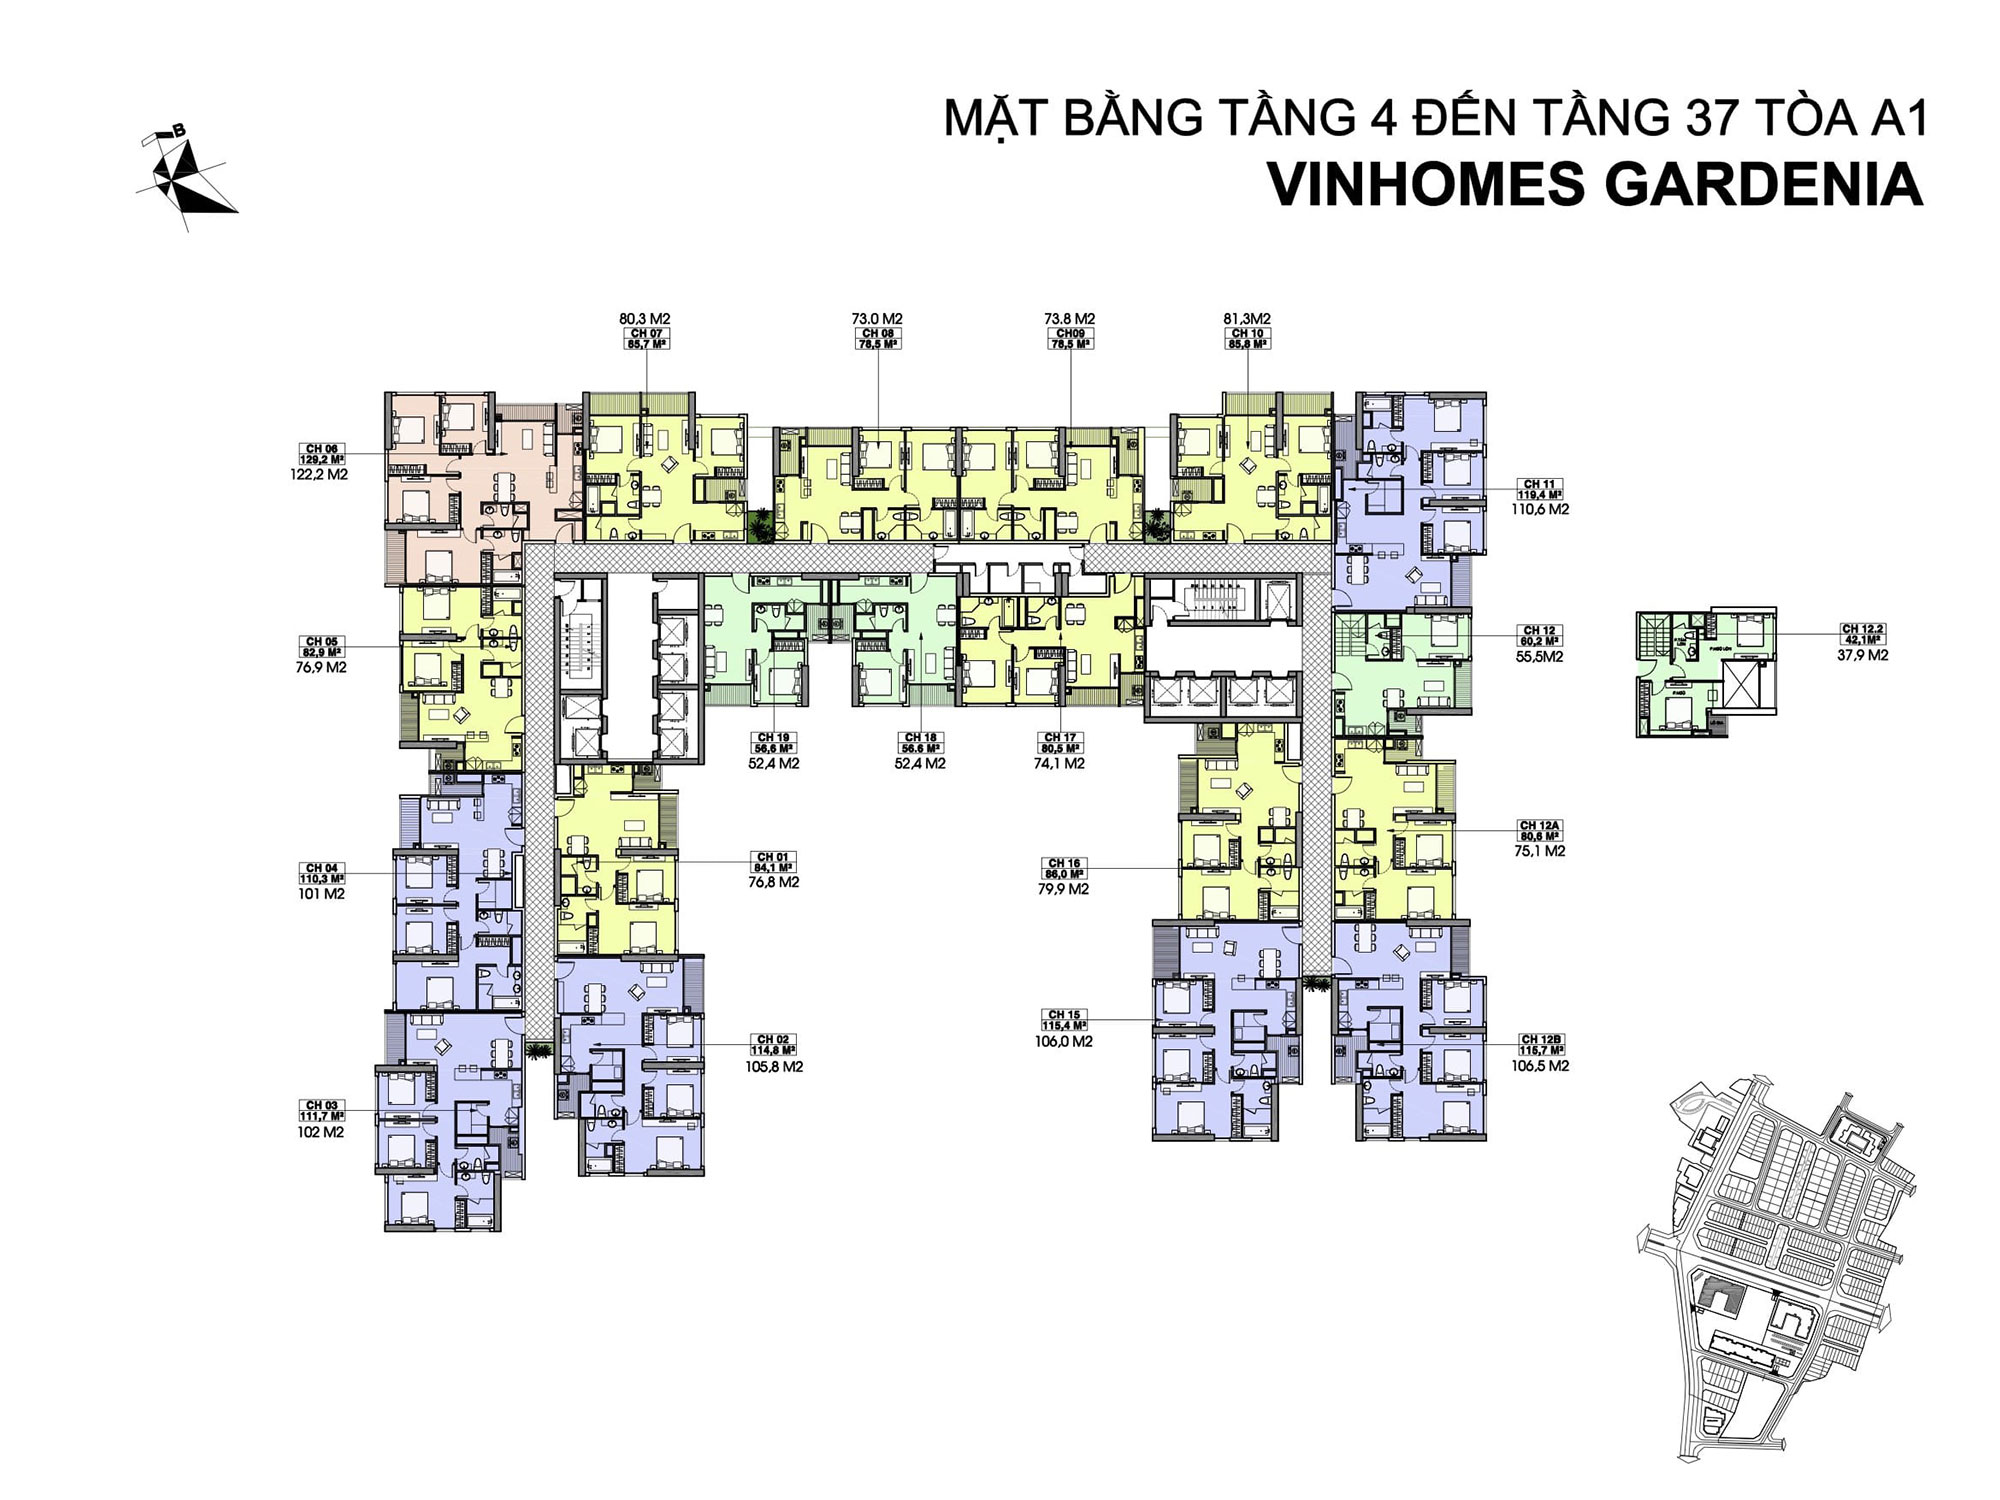 B
MẶT BẰNG TẦNG 4 ĐẾN TẦNG 37 TÒA A1
VINHOMES GARDENIA
80,3 M2
CH 07
85,7 M²
73.0 M2
CH 08
78,5 M²
73.8 M2
CH09
78,5 M²
81,3M2
CH 10
85,8 M²
CH 06
129,2 M²
122,2 M2
CH 11
119,4 M²
110,6 M2
CH 05
82,9 M²
76,9 M2
CH 12
60,2 M²
55,5M2
CH 12.2
42,1M²
37,9 M2
CH 19
56,6 M²
52,4 M2
CH 18
56.6 M²
52,4 M2
CH 17
80,5 M²
74,1 M2
CH 04
110,3 M²
101 M2
CH 01
84,1 M²
76,8 M2
CH 16
86,0 M²
79,9 M2
CH 12A
80,6 M²
75,1 M2
CH 03
111,7 M²
102 M2
CH 02
114,8 M²
105,8 M2
CH 15
115,4 M²
106,0 M2
CH 12B
115,7 M²
106,5 M2